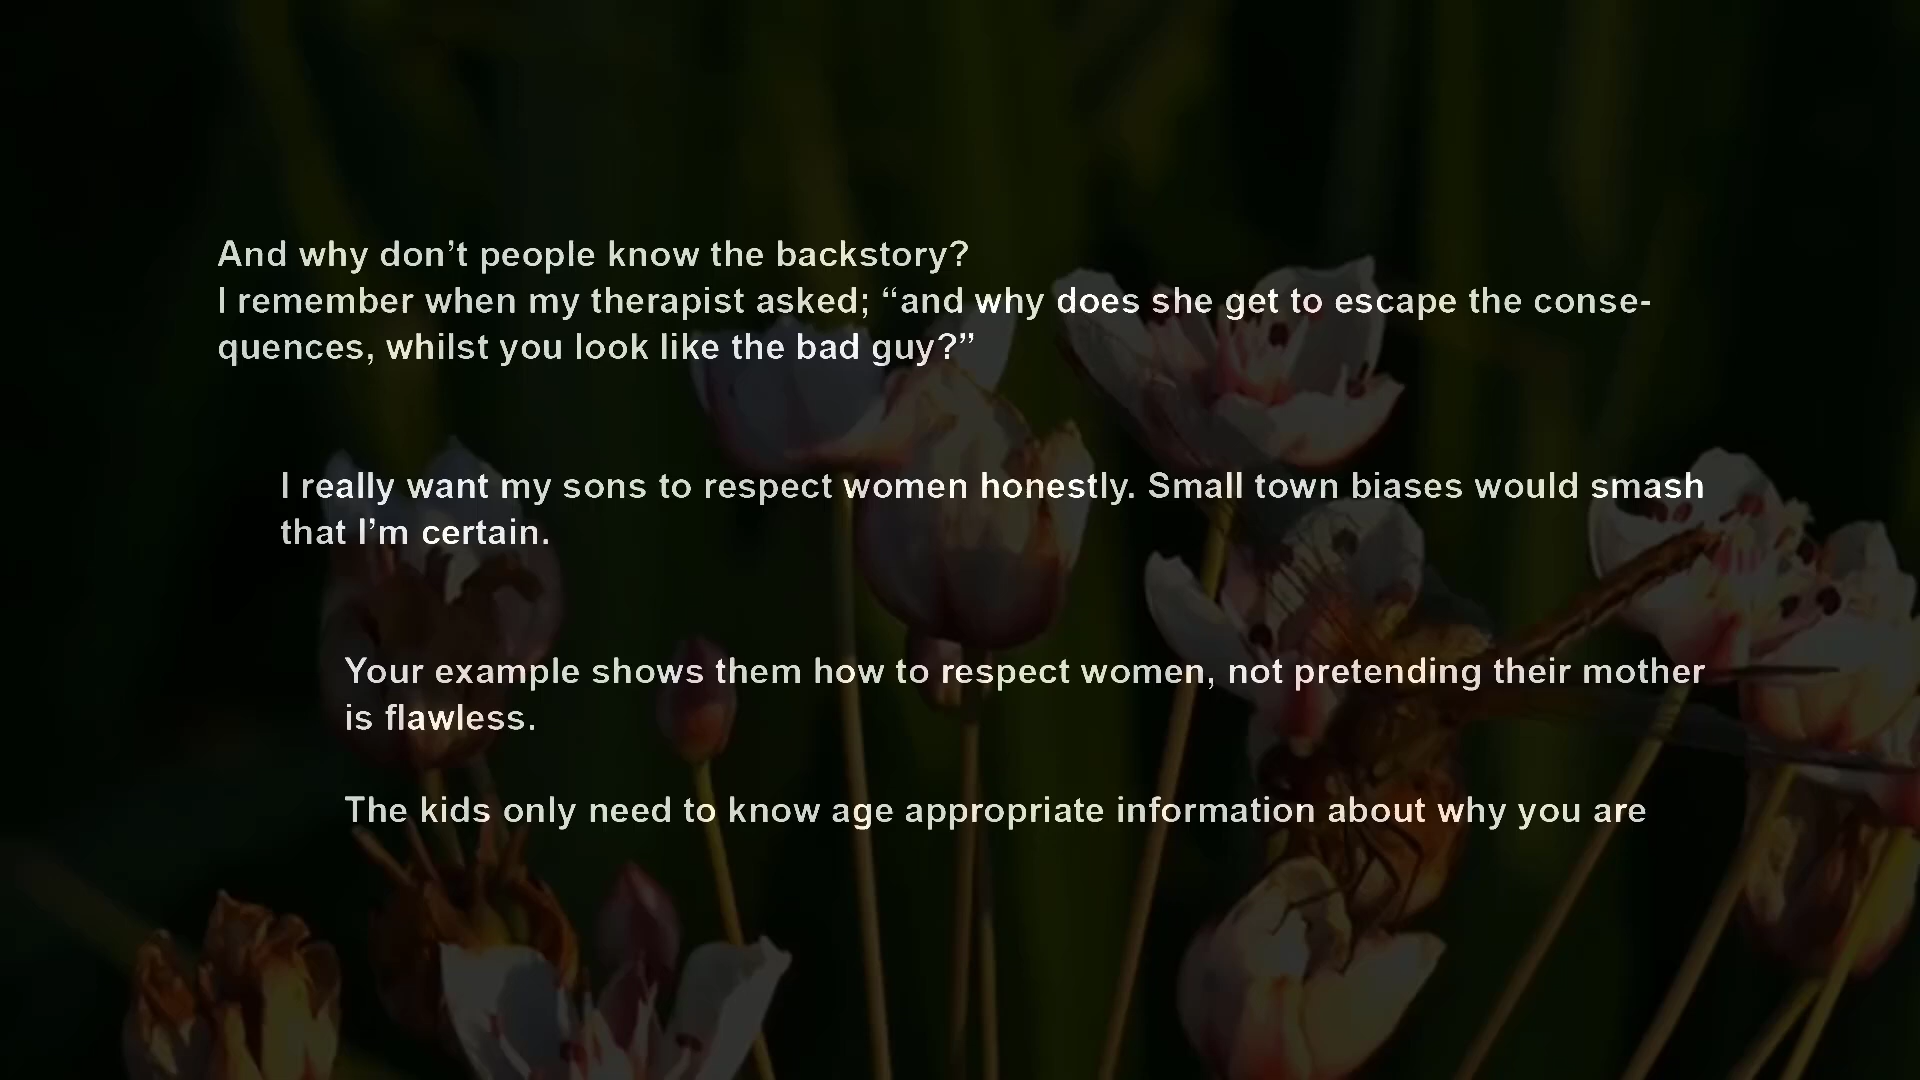 And why don’t people know the backstory?
I remember when my therapist asked; “and why does she get to escape the conse-
quences, whilst you look like the bad guy?”
I really want my sons to respect women honestly. Small town biases would smash
that I’m certain.
Your example shows them how to respect women, not pretending their mother
is flawless.
The kids only need to know age appropriate information about why you are